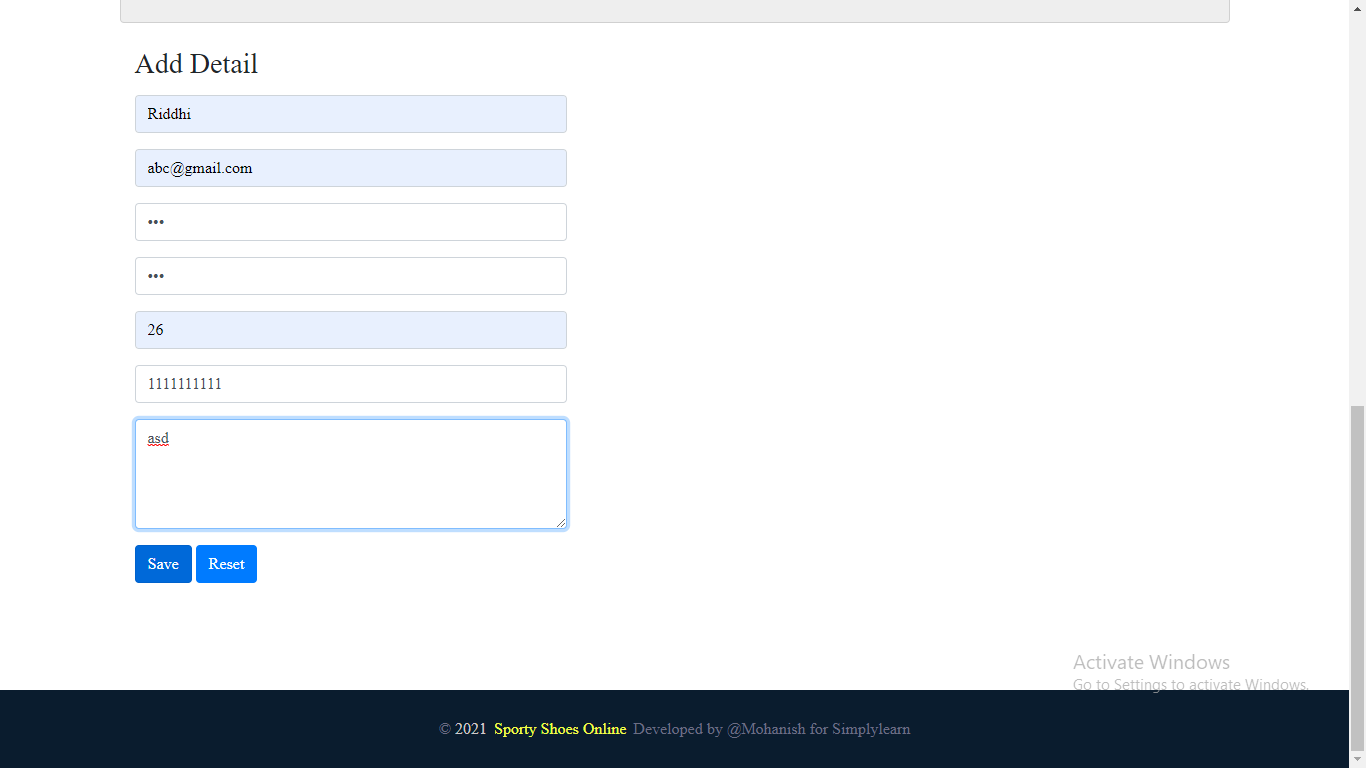 Add Detail
Riddhi
abc@gmail.com
•••
•••
26
1111111111
asd
Save Reset
Activate Windows
Go to Settings to activate Windows.
© 2021 Sporty Shoes Online Developed by @Mohanish for Simplylearn